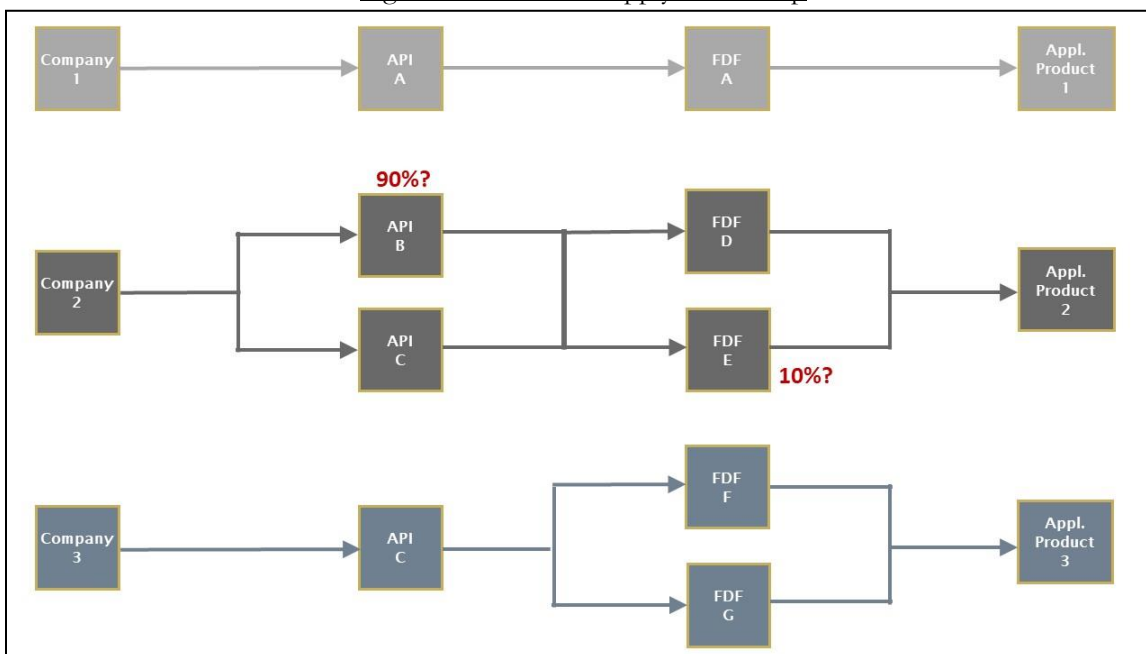 Company
1
API
A
FDF
A
Appl.
Product
1
90%?
Company
2
API
B
API
C
FDF
D
FDF
E
10%?
Appl.
Product
2
Company
3
API
C
FDF
F
FDF
G
Appl.
Product
3